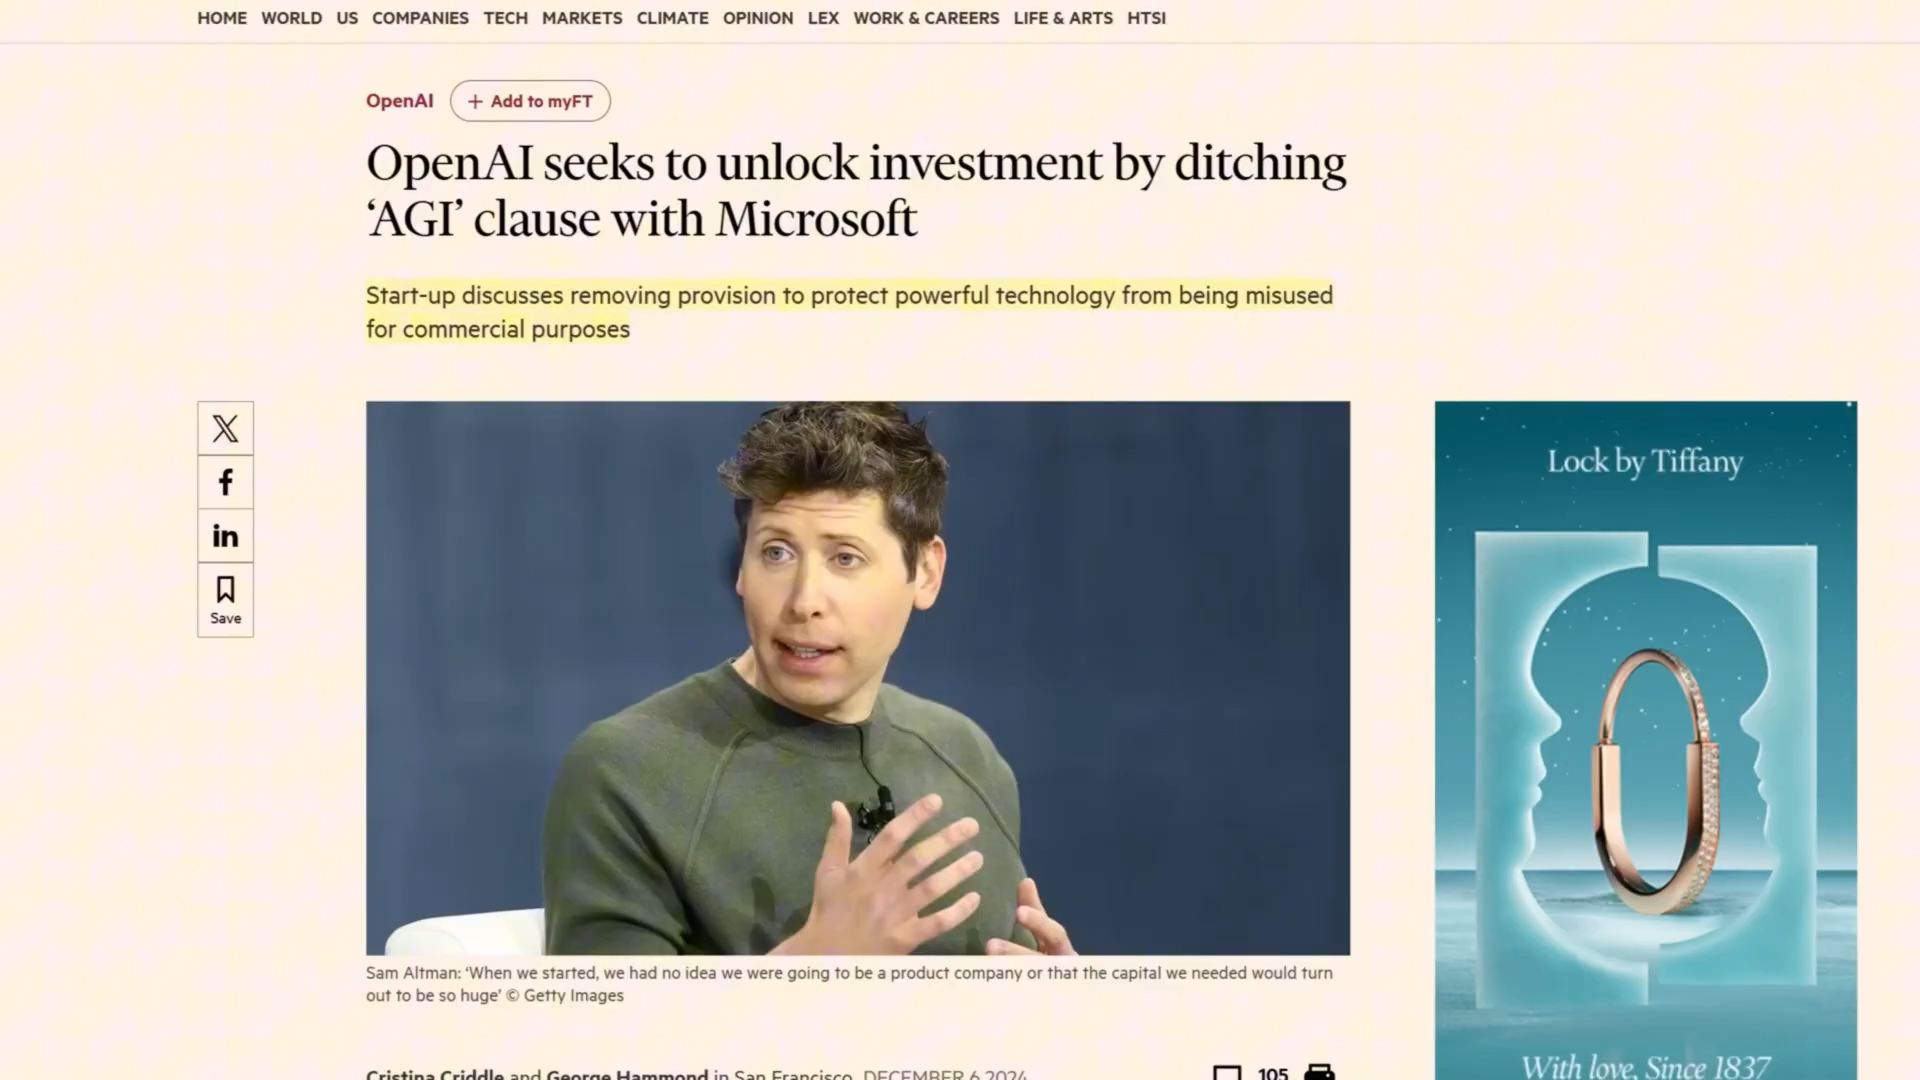 HOME WORLD US COMPANIES TECH MARKETS CLIMATE OPINION LEX WORK & CAREERS LIFE & ARTS HTSI
OpenAI + Add to myFT
OpenAI seeks to unlock investment by ditching
‘AGI’ clause with Microsoft
Start-up discusses removing provision to protect powerful technology from being misused
for commercial purposes
X
f
in
Save
Sam Altman: ‘When we started, we had no idea we were going to be a product company or that the capital we needed would turn
out to be so huge’ © Getty Images
Cristina Criddle and George Hammond in San Francisco DECEMBER 6 2024
105
Lock by Tiffany
With love, Since 1837